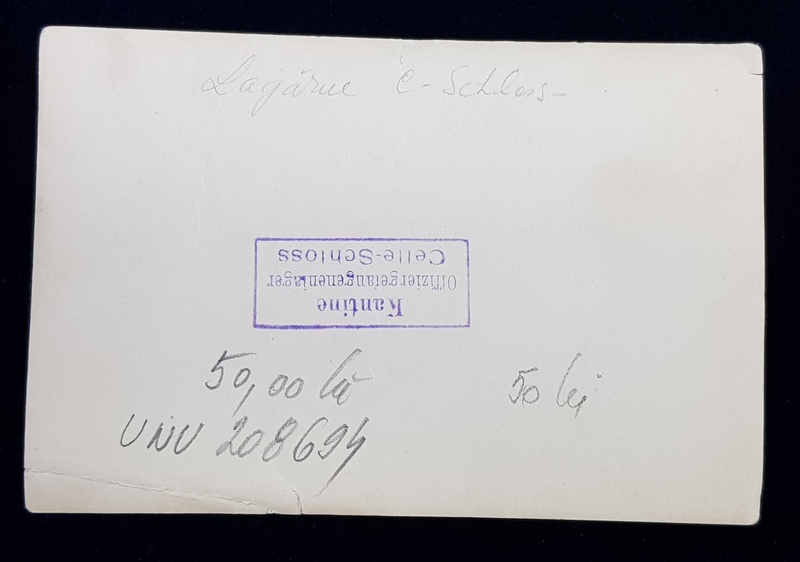 Lagărul C-Schloss-
Kantine
Offiziergefangenenlager
Celle-Schloss
50,00 lei
50 lei
UNU 208694